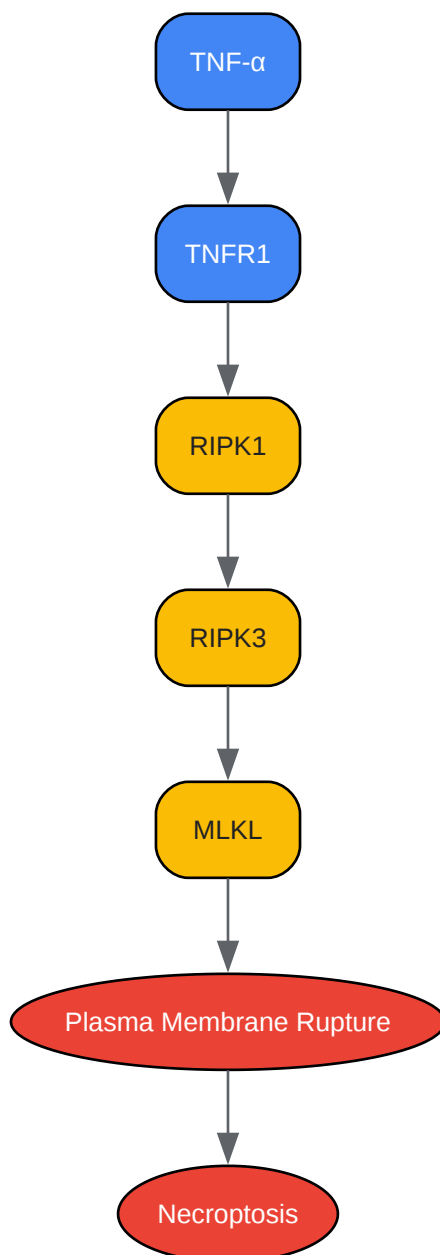 TNF-α
TNFR1
RIPK1
RIPK3
MLKL
Plasma Membrane Rupture
Necroptosis